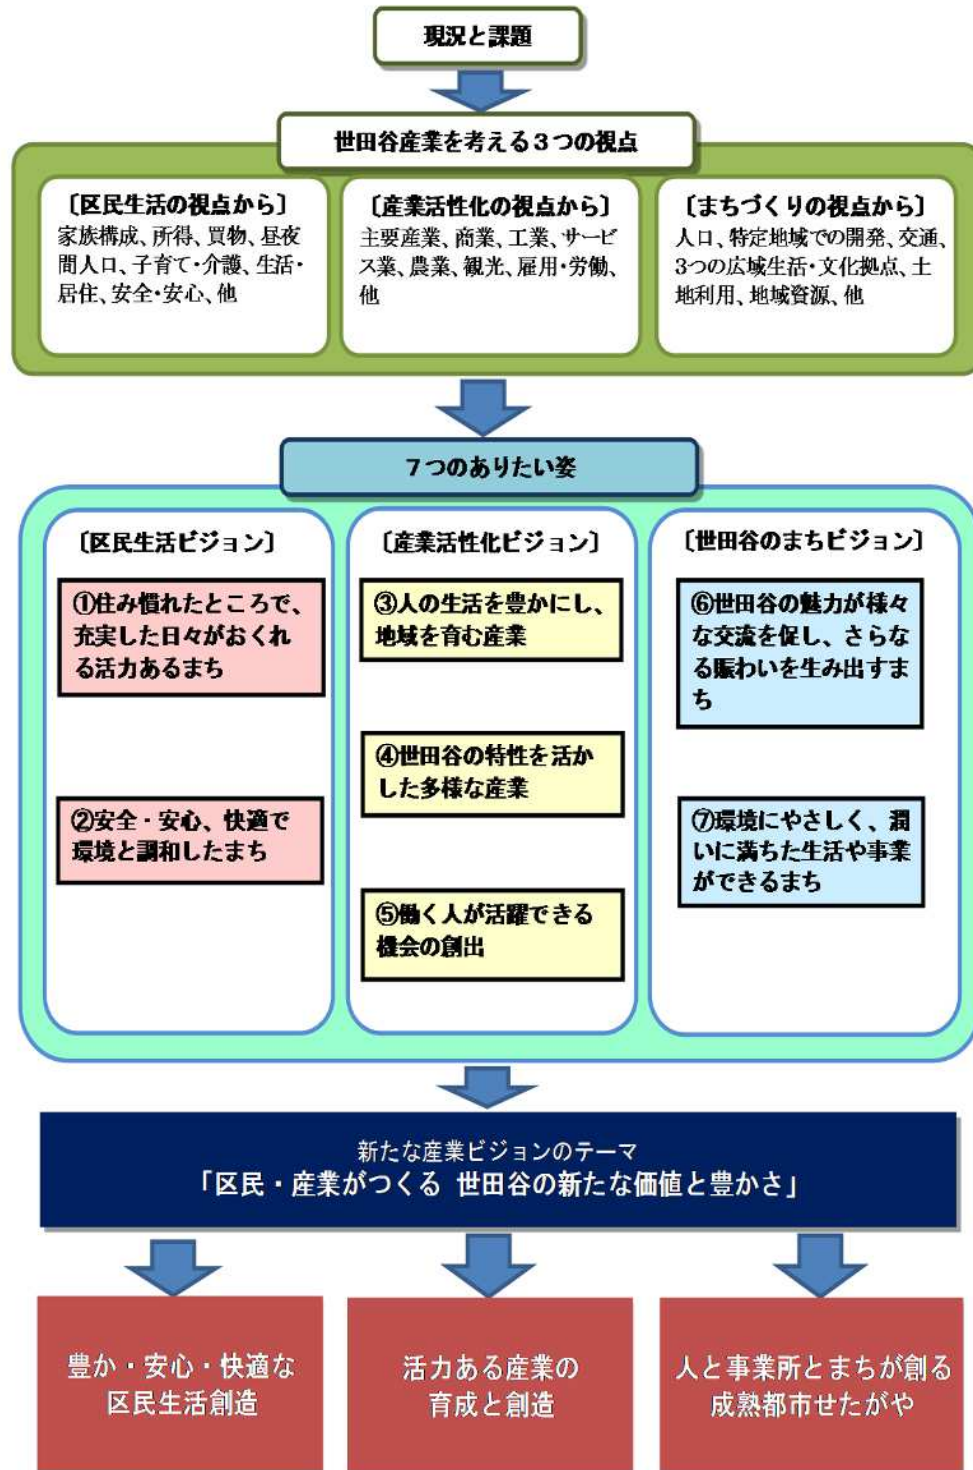 現況と課題
世田谷産業を考える３つの視点
〔区民生活の視点から〕
家族構成、所得、買物、昼夜
間人口、子育て・介護、生活・
居住、安全・安心、他
〔産業活性化の視点から〕
主要産業、商業、工業、サービ
ス業、農業、観光、雇用・労働、
他
〔まちづくりの視点から〕
人口、特定地域での開発、交通、
3つの広域生活・文化拠点、土
地利用、地域資源、他
７つのありたい姿
〔区民生活ビジョン〕
①住み慣れたところで、
充実した日々がおくれ
る活力あるまち
②安全・安心、快適で
環境と調和したまち
〔産業活性化ビジョン〕
③人の生活を豊かにし、
地域を育む産業
④世田谷の特性を活か
した多様な産業
⑤働く人が活躍できる
機会の創出
〔世田谷のまちビジョン〕
⑥世田谷の魅力が様々
な交流を促し、さらな
る賑わいを生み出すま
ち
⑦環境にやさしく、潤
いに満ちた生活や事業
ができるまち
新たな産業ビジョンのテーマ
「区民・産業がつくる 世田谷の新たな価値と豊かさ」
豊か・安心・快適な
区民生活創造
活力ある産業の
育成と創造
人と事業所とまちが創る
成熟都市せたがや